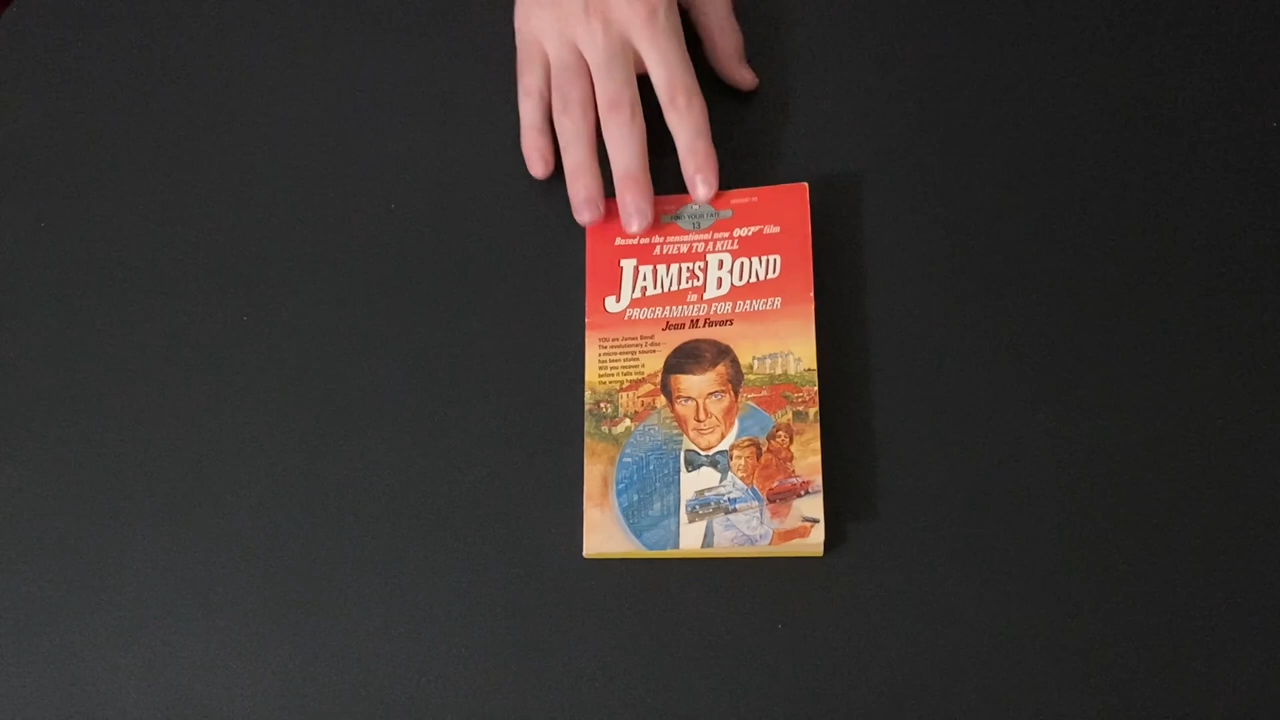 FIND YOUR FATE
13
Based on the sensational new 007 film
A VIEW TO A KILL
JAMES BOND
in
PROGRAMMED FOR DANGER
Jean M. Favors
YOU are James Bond!
The revolutionary Z-disc—
a micro-energy source—
has been stolen.
Will you recover it
before it falls into
the wrong hands?